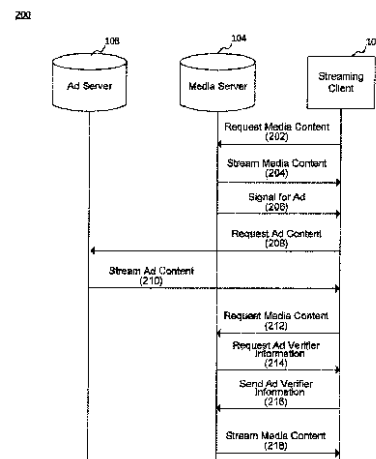 200
108
104
10
Ad Server
Media Server
Streaming
Client
Request Media Content
(202)
Stream Media Content
(204)
Signal for Ad
(206)
Request Ad Content
(208)
Stream Ad Content
(210)
Request Media Content
(212)
Request Ad Verifier
Information
(214)
Send Ad Verifier
Information
(216)
Stream Media Content
(218)